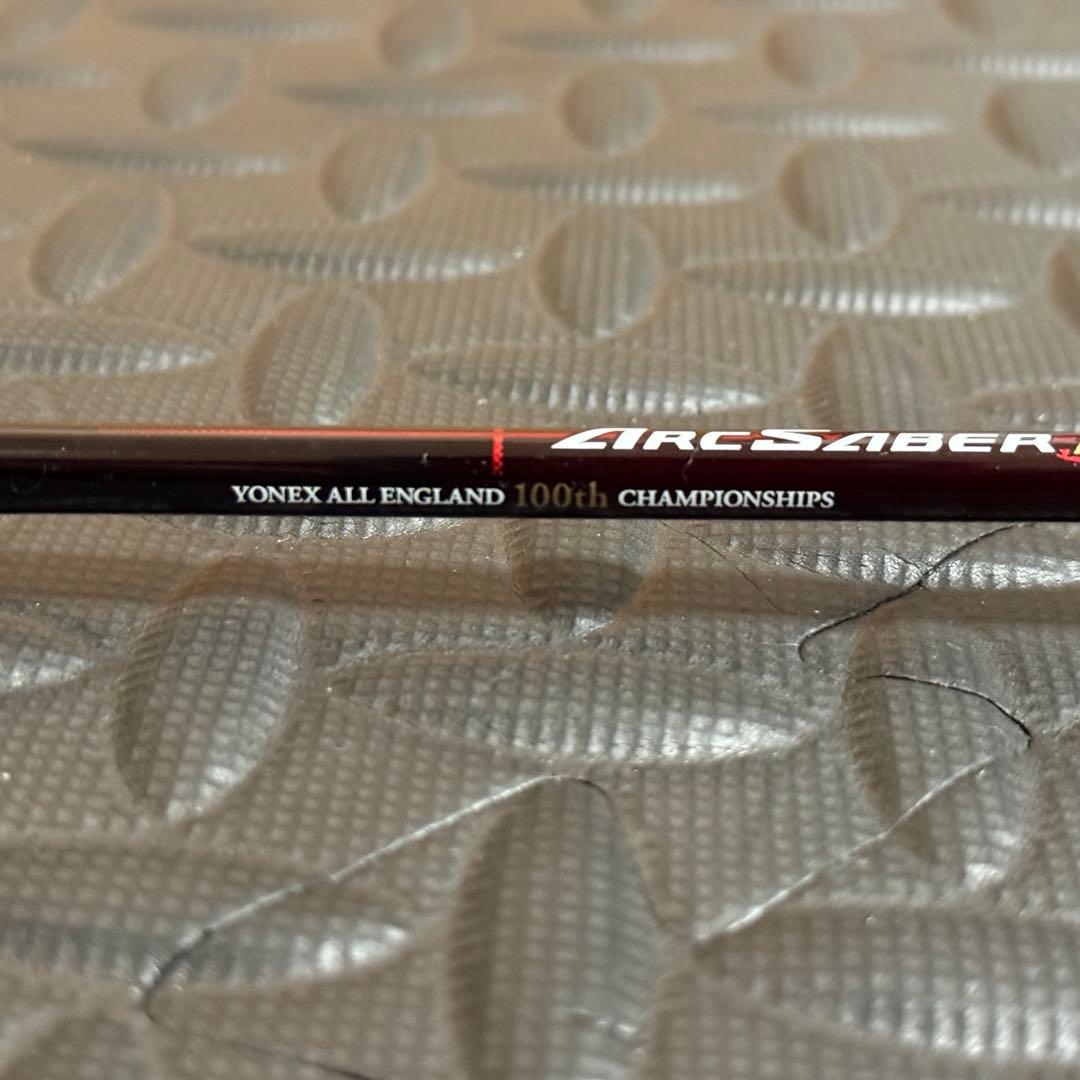 ARCSABER
YONEX ALL ENGLAND 100th CHAMPIONSHIPS